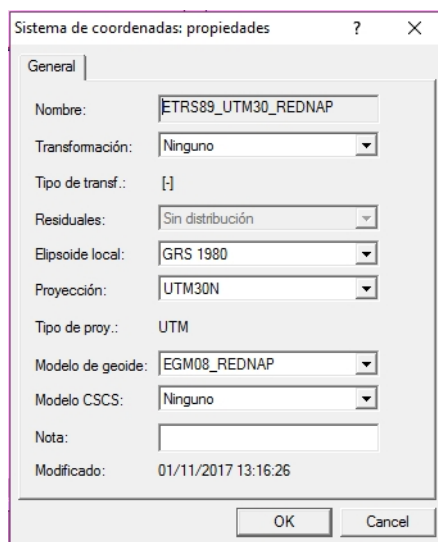 Sistema de coordenadas: propiedades ? X
General
Nombre: ETRS89_UTM30_REDNAP
Transformación: Ninguno
Tipo de transf.: [-]
Residuales: Sin distribución
Elipsoide local: GRS 1980
Proyección: UTM30N
Tipo de proy.: UTM
Modelo de geoide: EGM08_REDNAP
Modelo CSCS: Ninguno
Nota:
Modificado: 01/11/2017 13:16:26
OK Cancel